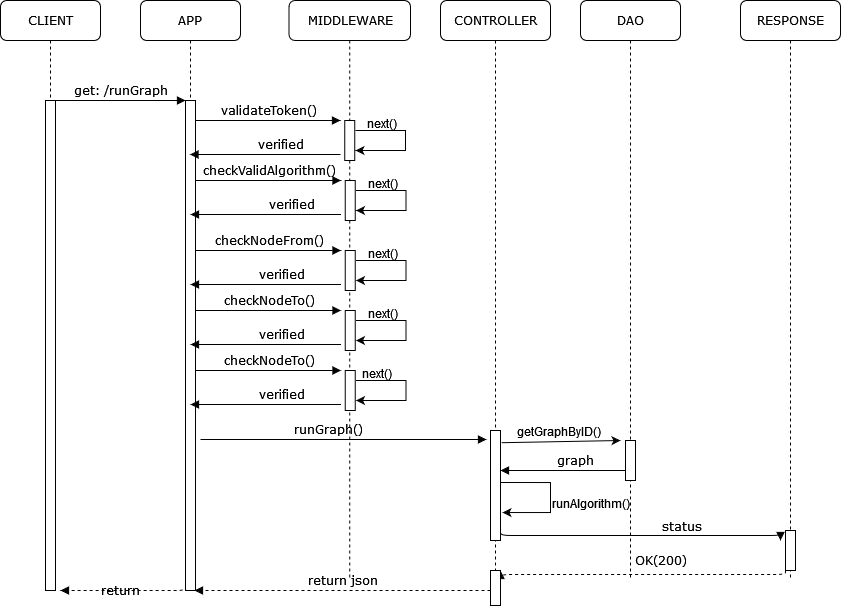 CLIENT
APP
MIDDLEWARE
CONTROLLER
DAO
RESPONSE
get: /runGraph
validateToken()
next()
verified
checkValidAlgorithm()
next()
verified
checkNodeFrom()
next()
verified
checkNodeTo()
next()
verified
checkNodeTo()
next()
verified
runGraph()
getGraphByID()
graph
runAlgorithm()
status
OK(200)
return json
return